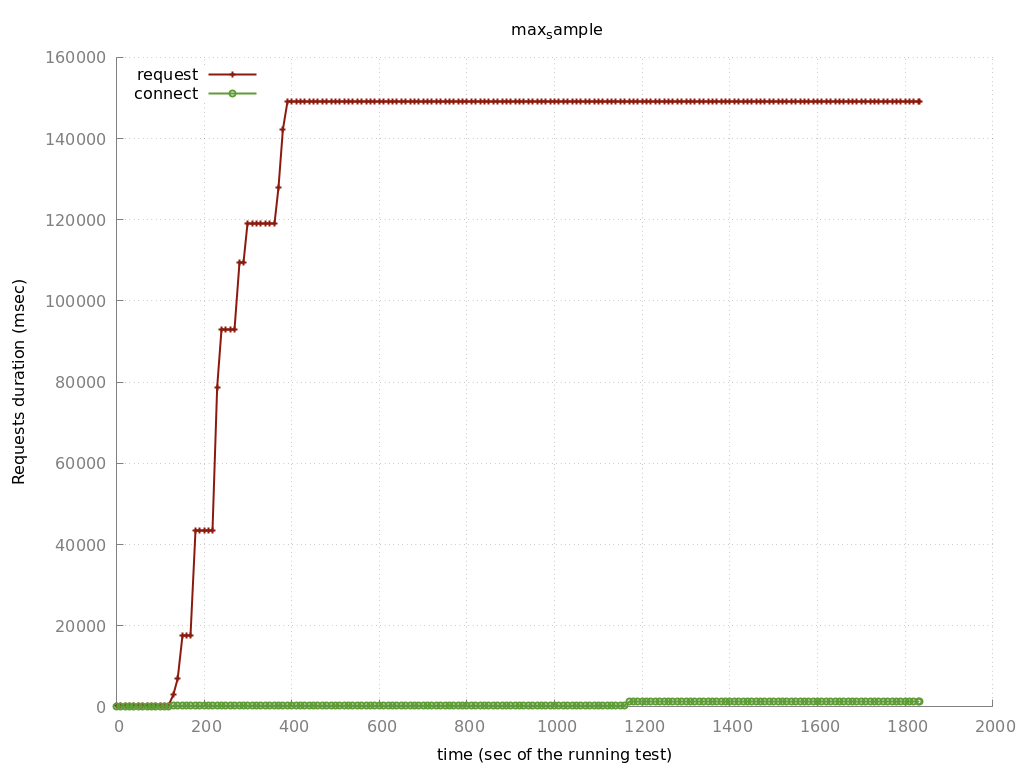 max_sample
160000
request
connect
140000
120000
100000
80000
60000
40000
20000
0
Requests duration (msec)
0 200 400 600 800 1000 1200 1400 1600 1800 2000
time (sec of the running test)